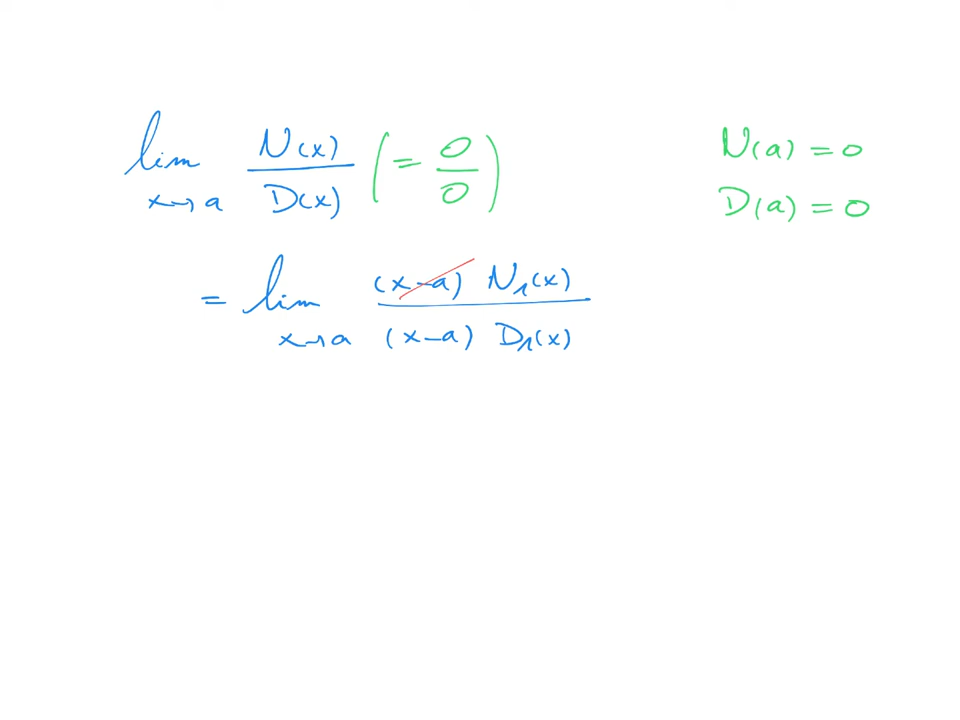 lim x→a N(x)/D(x) (= 0/0)
N(a) = 0
D(a) = 0
= lim x→a (x-a) N₁(x) / (x-a) D₁(x)